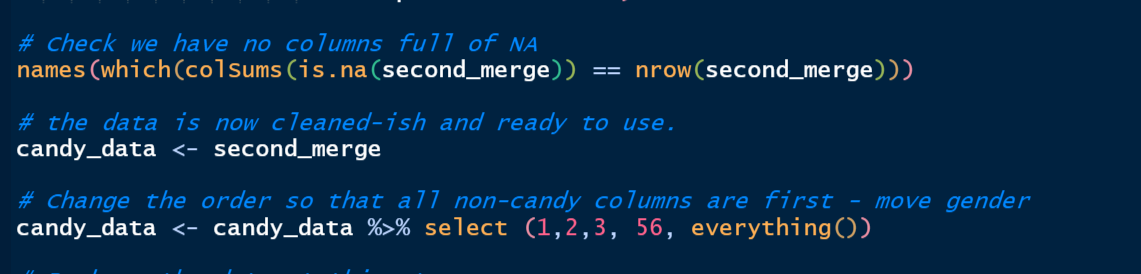 # Check we have no columns full of NA
names(which(colSums(is.na(second_merge)) == nrow(second_merge)))
# the data is now cleaned-ish and ready to use.
candy_data <- second_merge
# Change the order so that all non-candy columns are first - move gender
candy_data <- candy_data %>% select (1,2,3, 56, everything())